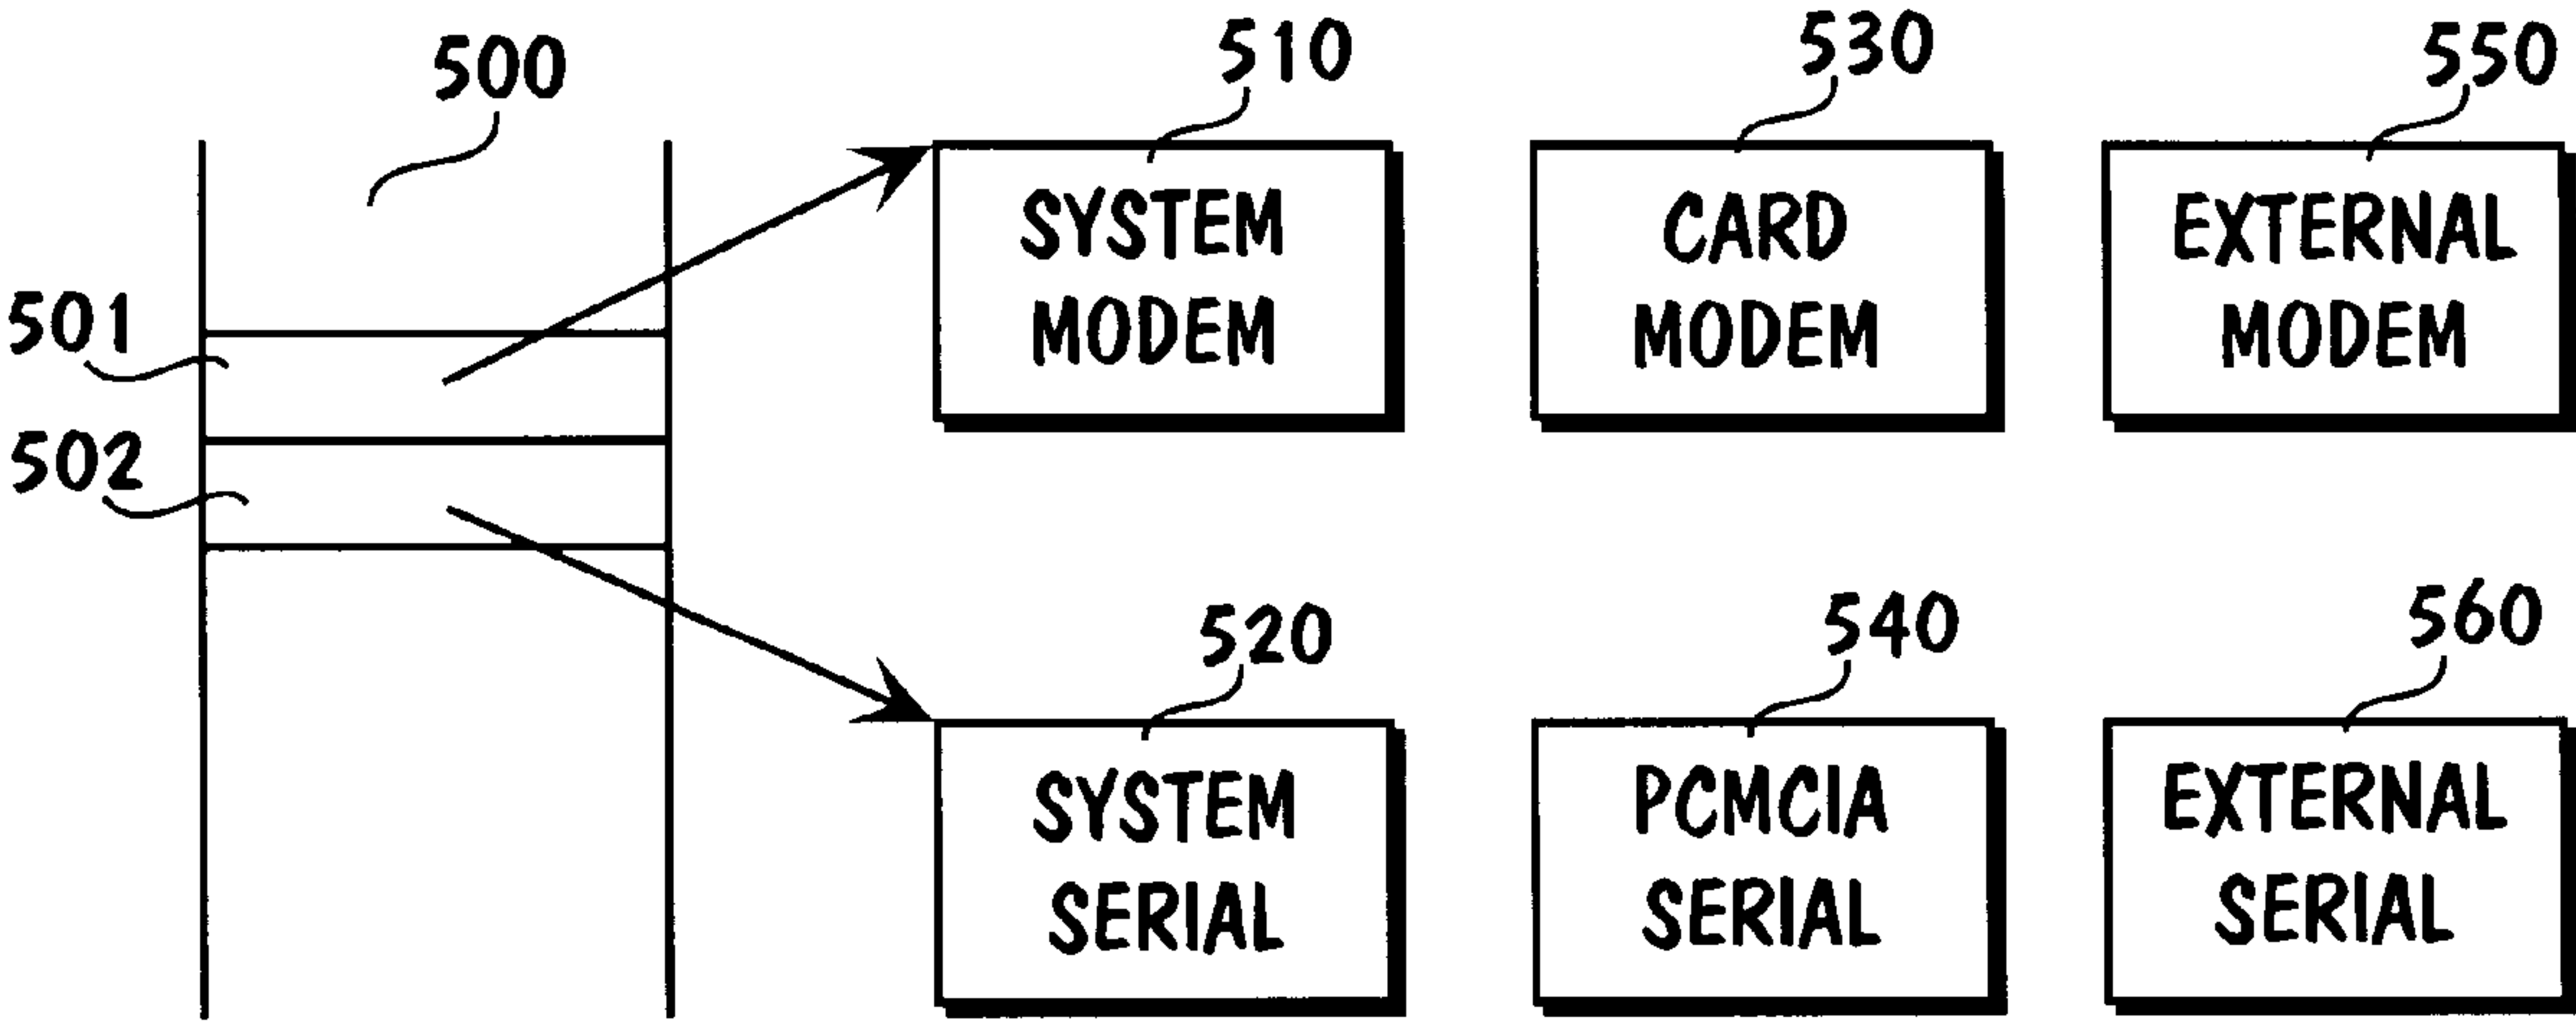 500
510
530
550
SYSTEM
MODEM
CARD
MODEM
EXTERNAL
MODEM
501
502
520
540
560
SYSTEM
SERIAL
PCMCIA
SERIAL
EXTERNAL
SERIAL